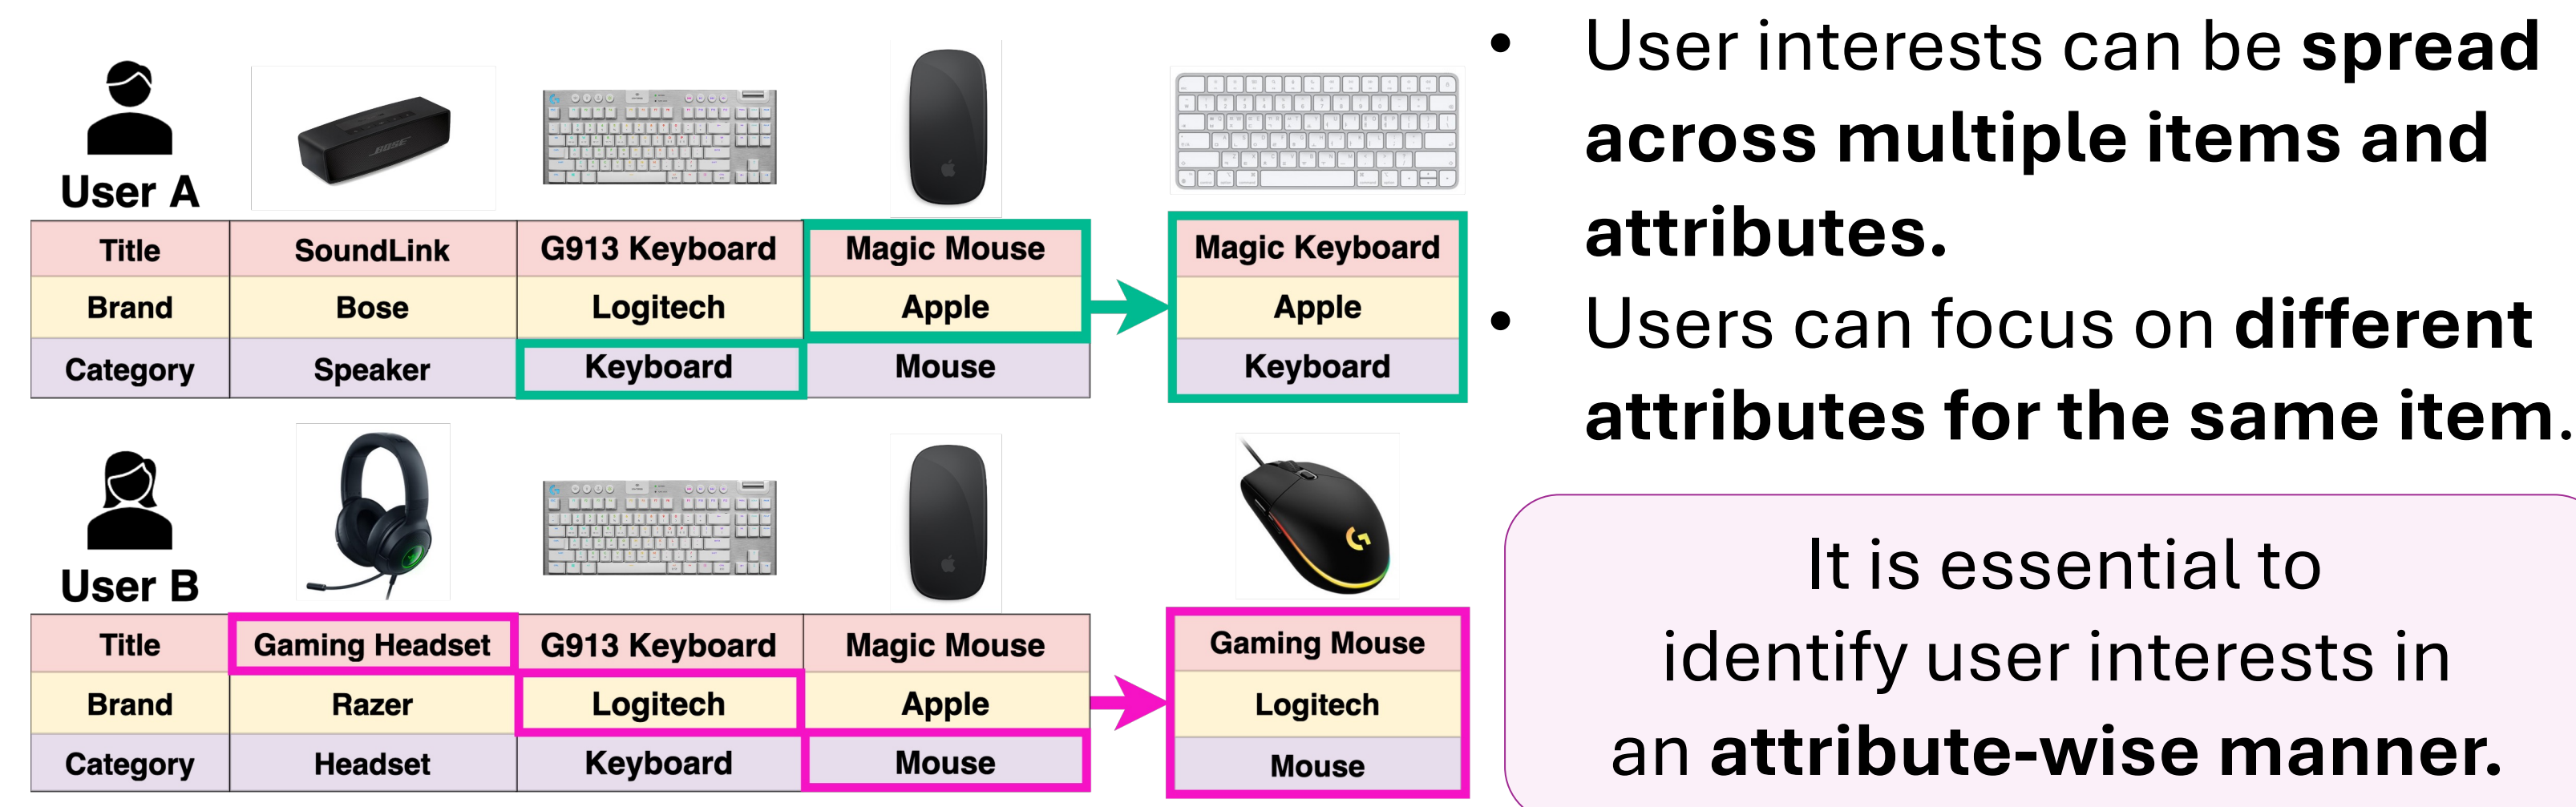 User A
BOSE
Title SoundLink G913 Keyboard Magic Mouse Magic Keyboard
Brand Bose Logitech Apple Apple
Category Speaker Keyboard Mouse Keyboard
User B
Title Gaming Headset G913 Keyboard Magic Mouse Gaming Mouse
Brand Razer Logitech Apple Logitech
Category Headset Keyboard Mouse Mouse
• User interests can be spread
across multiple items and
attributes.
• Users can focus on different
attributes for the same item.
It is essential to
identify user interests in
an attribute-wise manner.